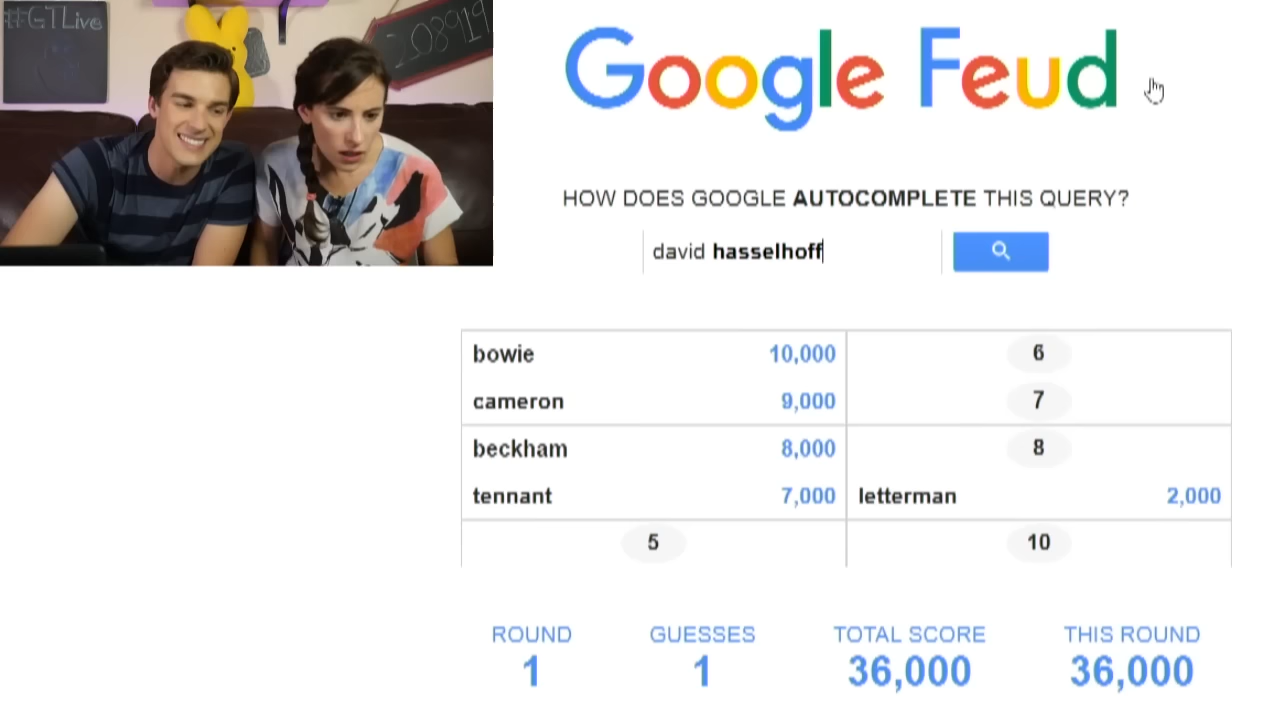 #GTLive
208919
Google Feud
HOW DOES GOOGLE AUTOCOMPLETE THIS QUERY?
david hasselhoff
bowie 10,000
cameron 9,000
beckham 8,000
tennant 7,000
5
6
7
8
letterman 2,000
10
ROUND GUESSES TOTAL SCORE THIS ROUND
1 1 36,000 36,000